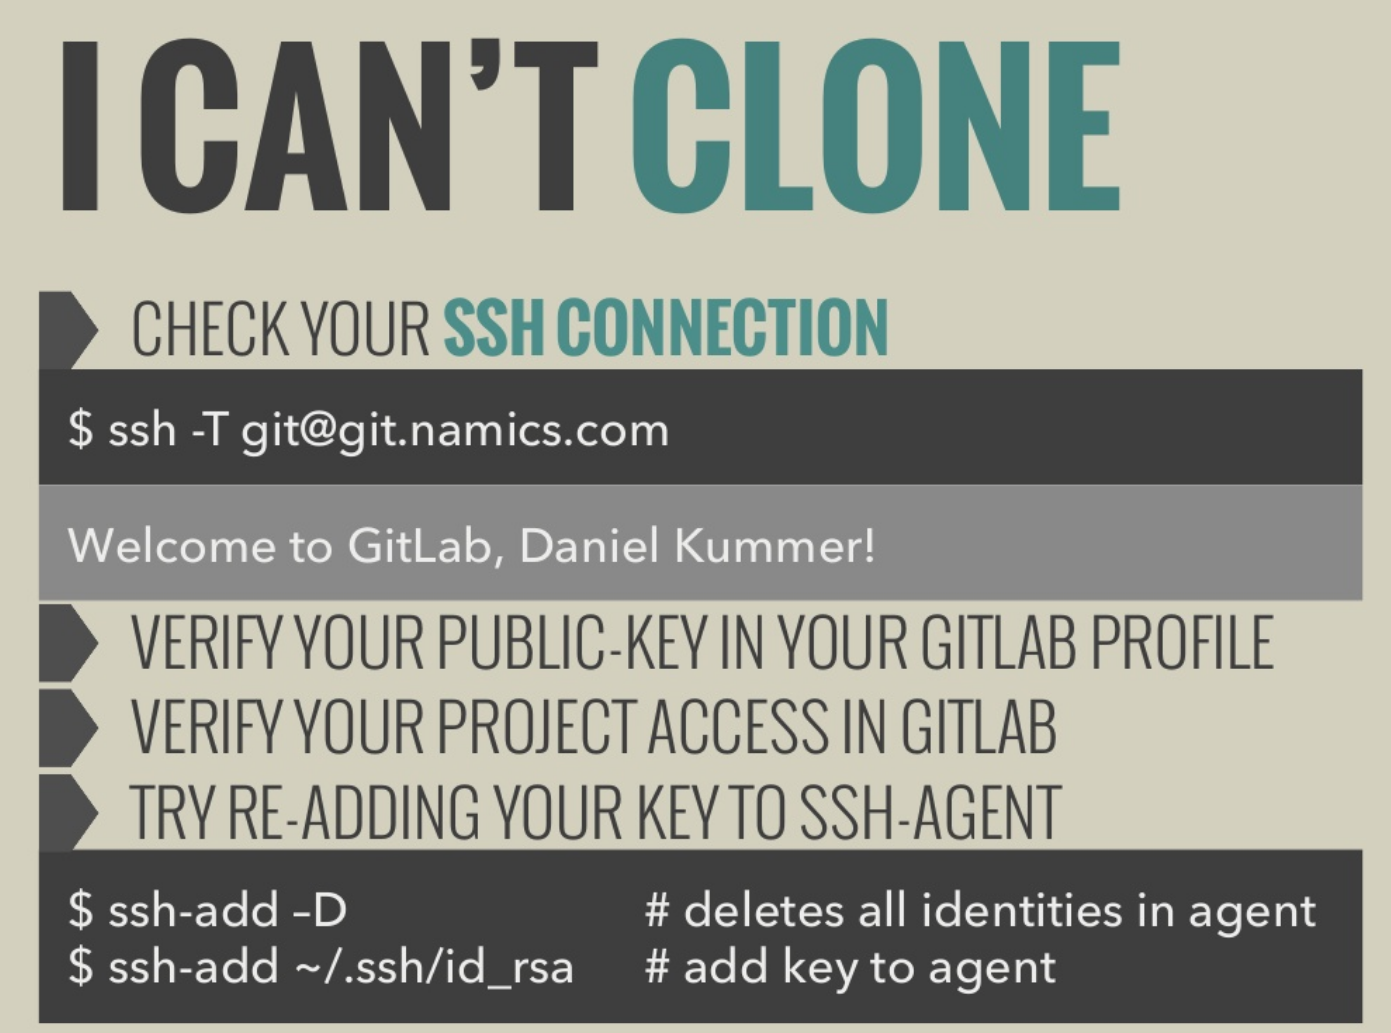 I CAN’T CLONE
CHECK YOUR SSH CONNECTION
$ ssh -T git@git.namics.com
Welcome to GitLab, Daniel Kummer!
VERIFY YOUR PUBLIC-KEY IN YOUR GITLAB PROFILE
VERIFY YOUR PROJECT ACCESS IN GITLAB
TRY RE-ADDING YOUR KEY TO SSH-AGENT
$ ssh-add –D # deletes all identities in agent
$ ssh-add ~/.ssh/id_rsa # add key to agent